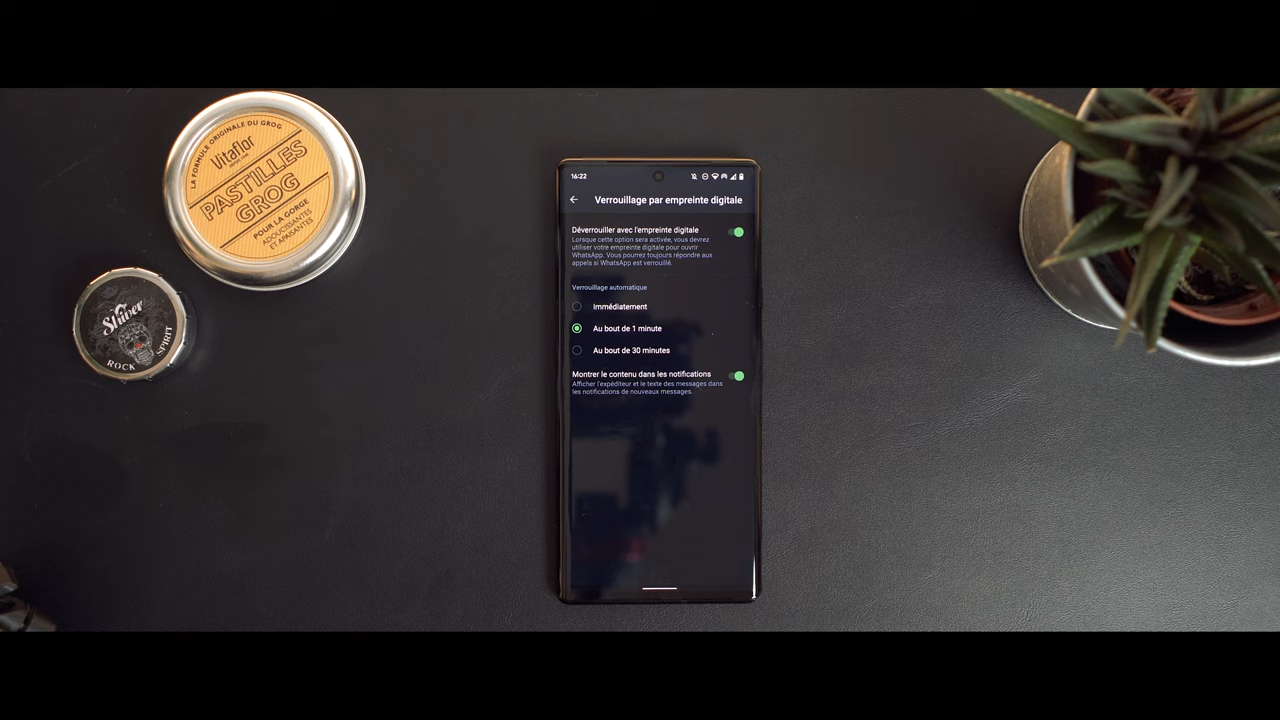 LA FORMULE ORIGINALE DU GROG
Vitaflor
PASTILLES
GROG
POUR LA GORGE
ADOUCISSANTES
ET APAISANTES
Shiver
ROCK SPIRIT
16:22
Verrouillage par empreinte digitale
Déverrouiller avec l'empreinte digitale
Lorsque cette option sera activée, vous devrez
utiliser votre empreinte digitale pour ouvrir
WhatsApp. Vous pourrez toujours répondre aux
appels si WhatsApp est verrouillé.
Verrouillage automatique
Immédiatement
Au bout de 1 minute
Au bout de 30 minutes
Montrer le contenu dans les notifications
Afficher l'expéditeur et le texte des messages dans
les notifications de nouveaux messages.